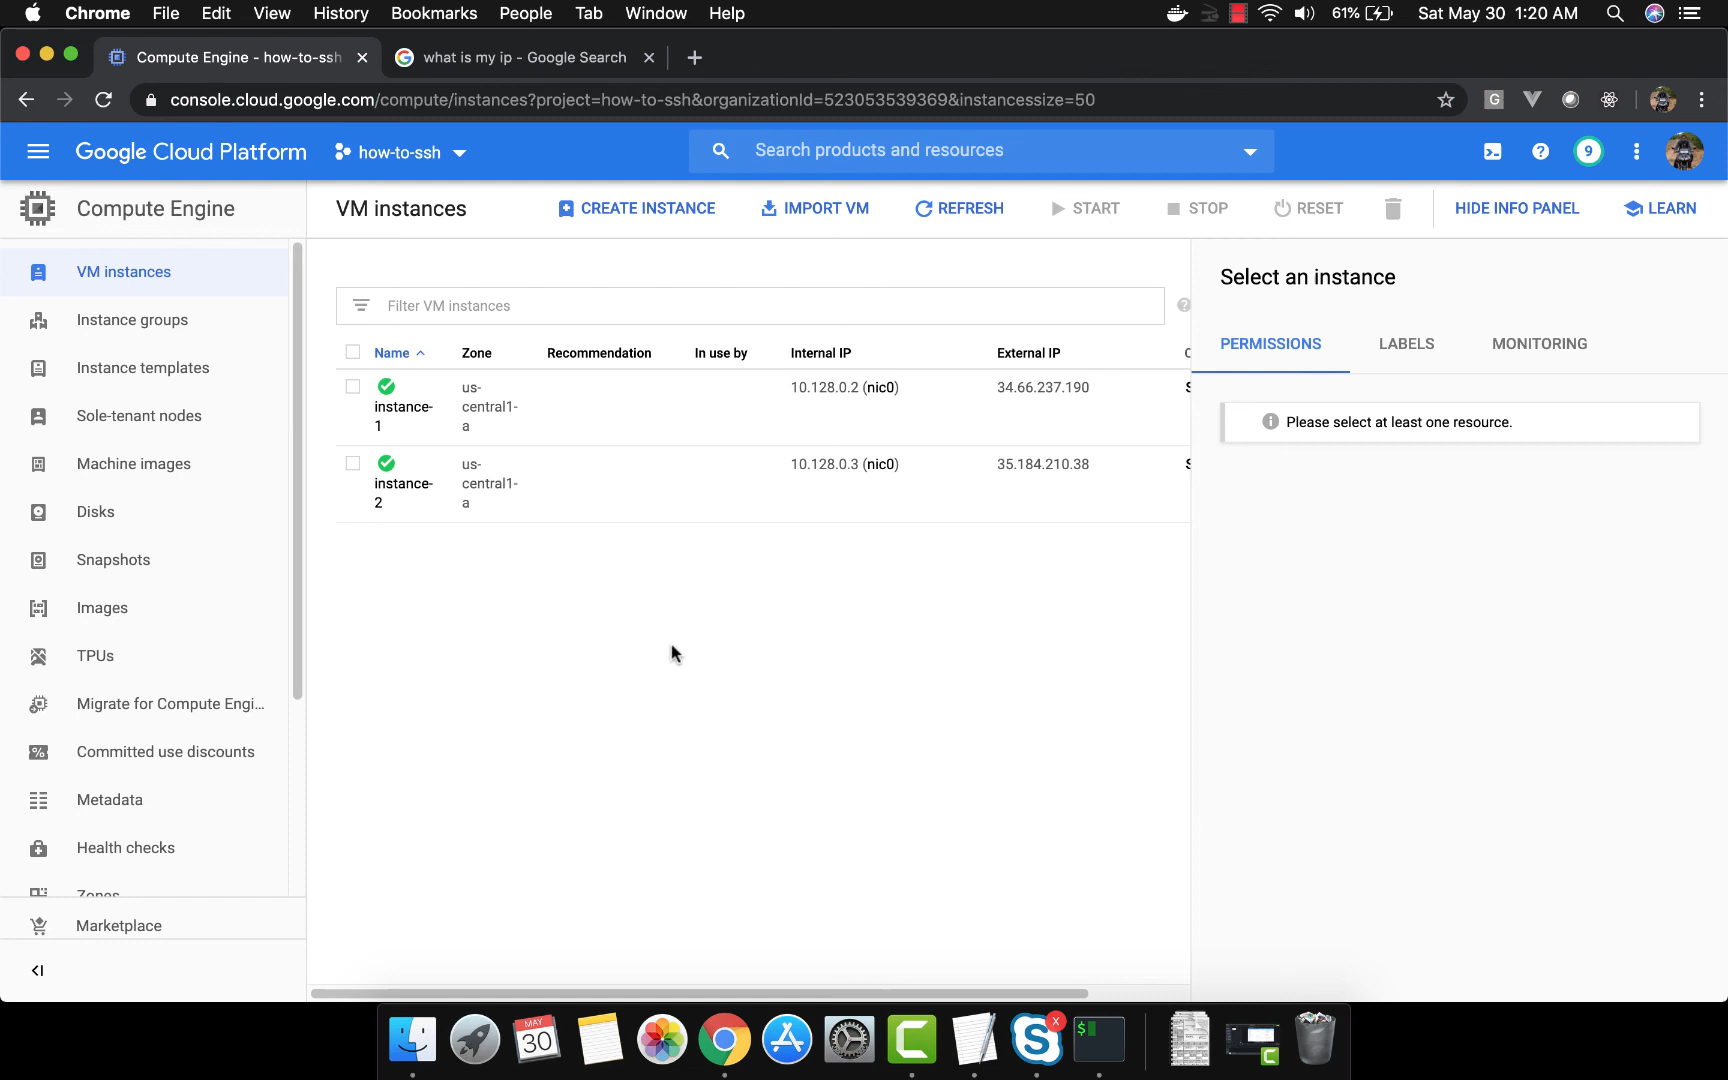 Chrome File Edit View History Bookmarks People Tab Window Help 61% Sat May 30 1:20 AM
Compute Engine - how-to-ssh what is my ip - Google Search
console.cloud.google.com/compute/instances?project=how-to-ssh&organizationId=523053539369&instancessize=50 G
Google Cloud Platform how-to-ssh Search products and resources 9
Compute Engine VM instances CREATE INSTANCE IMPORT VM REFRESH START STOP RESET HIDE INFO PANEL LEARN
VM instances
Instance groups
Instance templates
Sole-tenant nodes
Machine images
Disks
Snapshots
Images
TPUs
Migrate for Compute Engi...
Committed use discounts
Metadata
Health checks
Zones
Marketplace
Filter VM instances
Name Zone Recommendation In use by Internal IP External IP
instance-1 us-central1-a 10.128.0.2 (nic0) 34.66.237.190
instance-2 us-central1-a 10.128.0.3 (nic0) 35.184.210.38
Select an instance
PERMISSIONS LABELS MONITORING
Please select at least one resource.
MAY
30
X
$